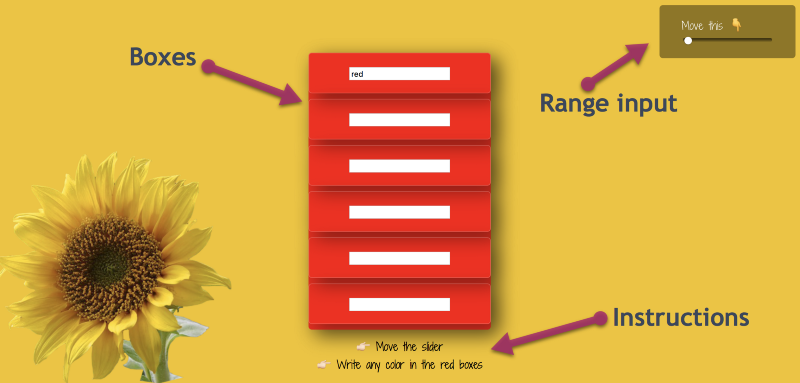 Move this 👇
Boxes
red
Range input
Instructions
👉 Move the slider
👉 Write any color in the red boxes